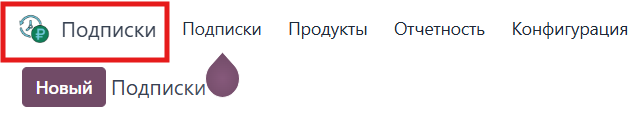 Подписки Подписки Продукты Отчетность Конфигурация
Новый Подписки